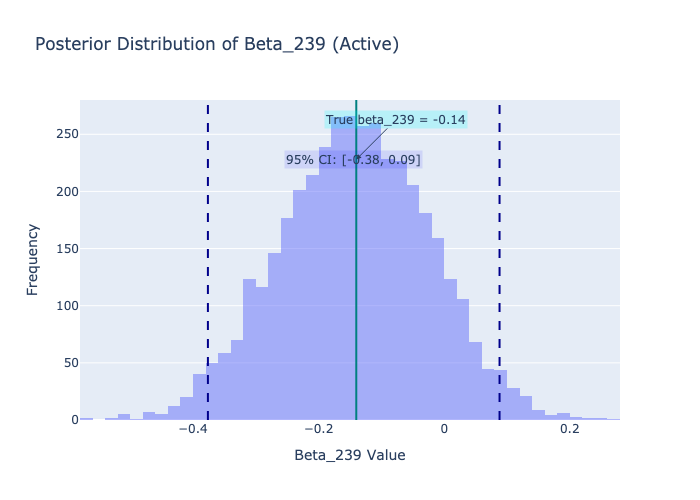 Posterior Distribution of Beta_239 (Active)
True beta_239 = -0.14
95% CI: [-0.38, 0.09]
250
200
150
100
50
0
Frequency
−0.4
−0.2
0
0.2
Beta_239 Value